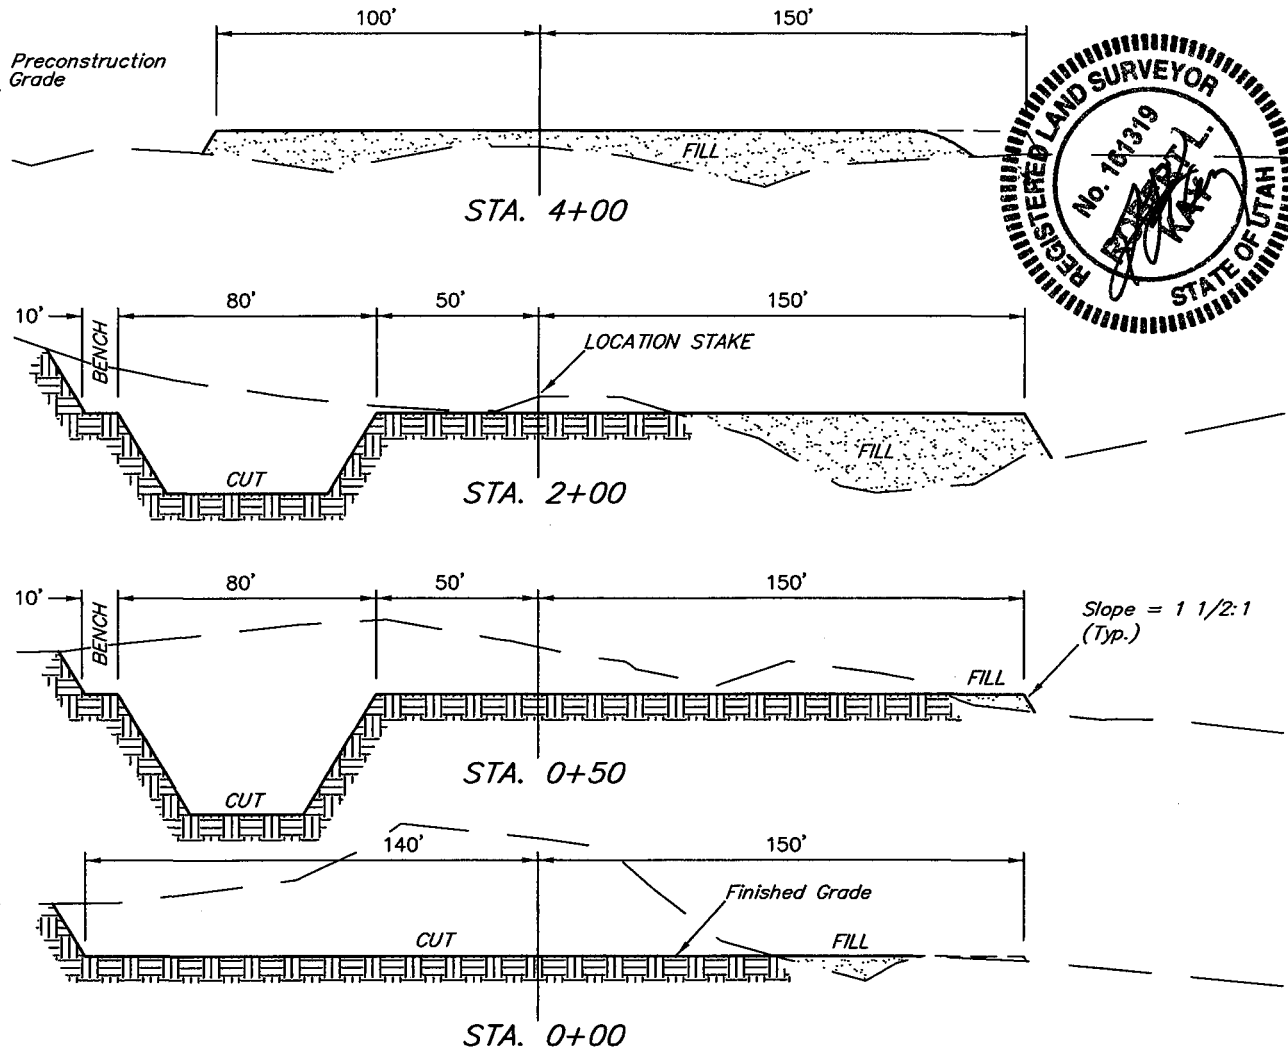 100' 150'
Preconstruction
Grade
FILL
STA. 4+00
REGISTERED LAND SURVEYOR
No. 161319
ROBERT L.
KAY
STATE OF UTAH
10' 80' 50' 150'
BENCH
LOCATION STAKE
CUT
FILL
STA. 2+00
10' 80' 50' 150'
BENCH
Slope = 1 1/2:1
(Typ.)
FILL
CUT
STA. 0+50
140' 150'
Finished Grade
CUT
FILL
STA. 0+00